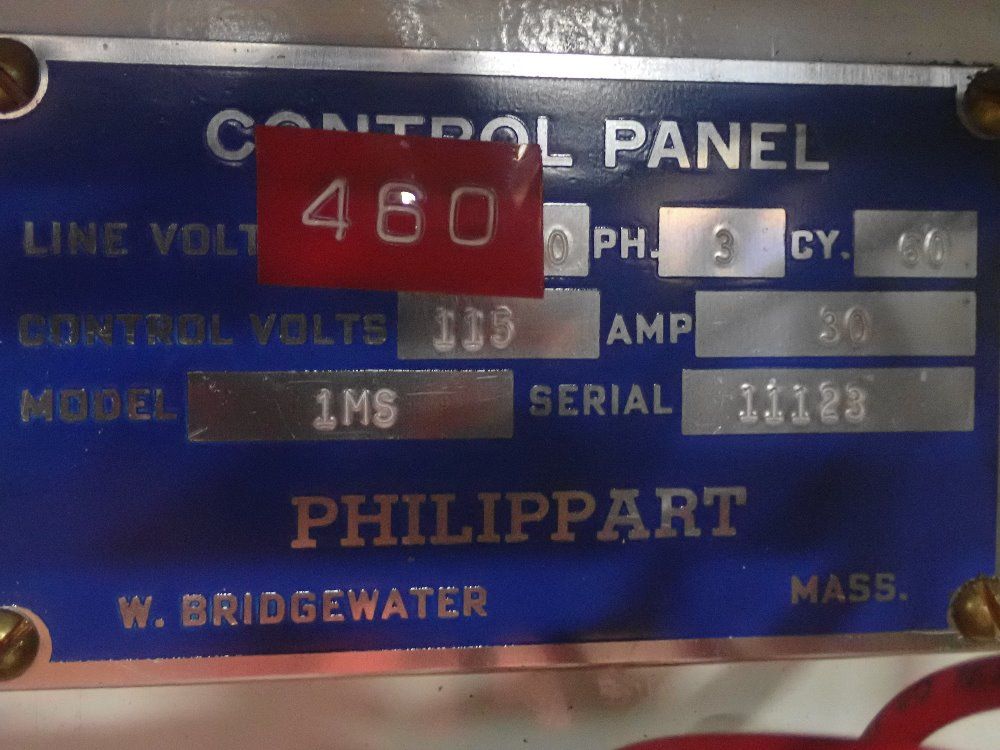 CONTROL PANEL
460
LINE VOLT 0 PH. 3 CY. 60
CONTROL VOLTS 115 AMP 30
MODEL 1MS SERIAL 11123
PHILIPPART
W. BRIDGEWATER MASS.